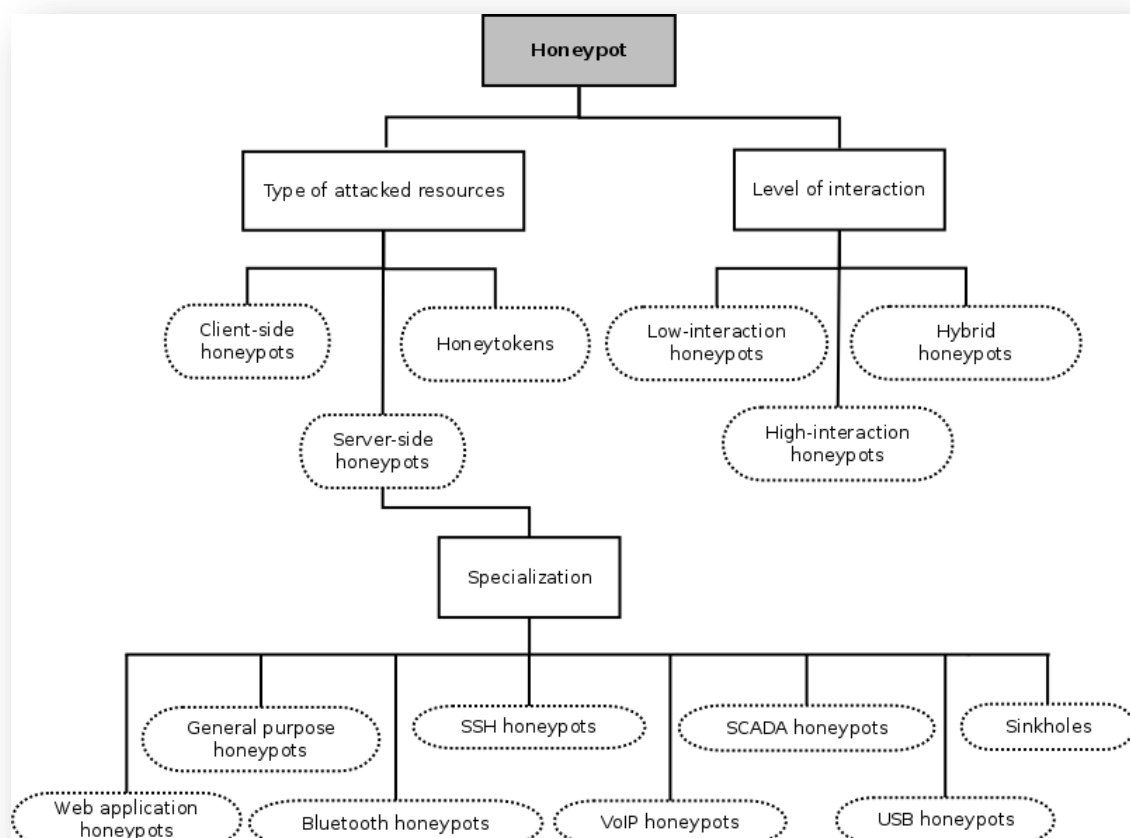 Honeypot
Type of attacked resources
Level of interaction
Client-side
honeypots
Honeytokens
Low-interaction
honeypots
Hybrid
honeypots
Server-side
honeypots
High-interaction
honeypots
Specialization
General purpose
honeypots
SSH honeypots
SCADA honeypots
Sinkholes
Web application
honeypots
Bluetooth honeypots
VoIP honeypots
USB honeypots